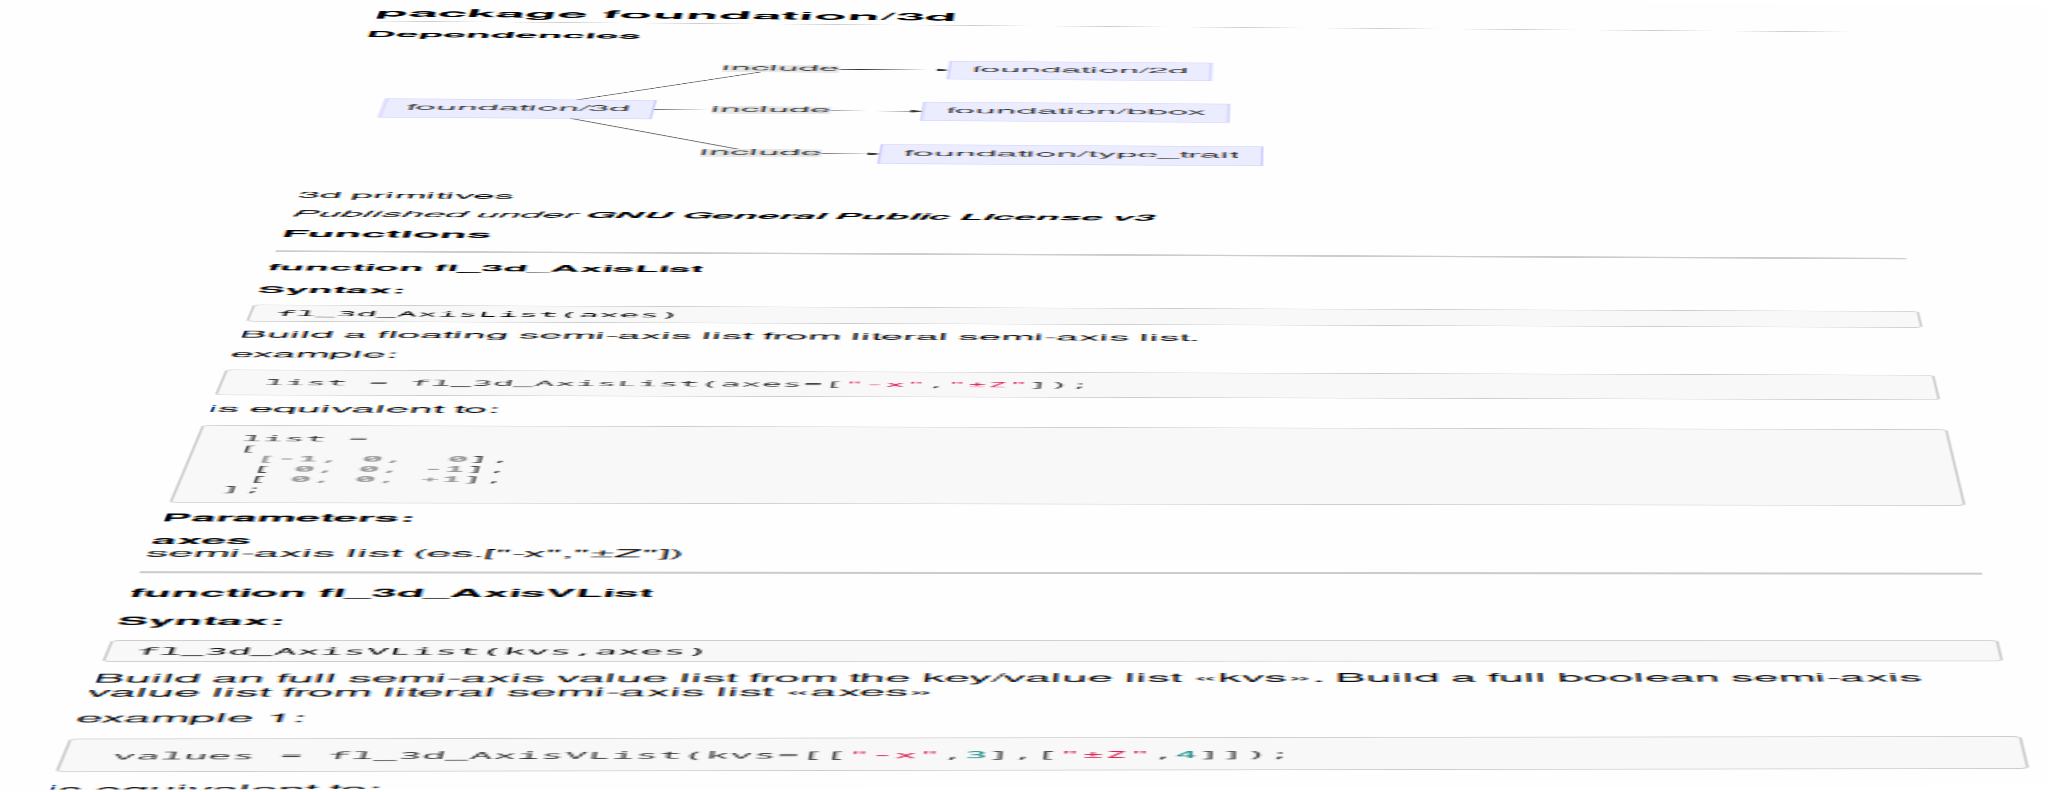 package foundation/3d
Dependencies
include
foundation/2d
foundation/3d
include
foundation/bbox
include
foundation/type_trait
3d primitives
Published under GNU General Public License v3
Functions
function fl_3d_AxisList
Syntax:
fl_3d_AxisList(axes)
Build a floating semi-axis list from literal semi-axis list.
example:
list = fl_3d_AxisList(axes=["-x","±Z"]);
is equivalent to:
list =
[
[-1, 0, 0],
[ 0, 0, -1],
[ 0, 0, +1],
];
Parameters:
axes
semi-axis list (es.["-x","±Z"])
function fl_3d_AxisVList
Syntax:
fl_3d_AxisVList(kvs,axes)
Build an full semi-axis value list from the key/value list «kvs». Build a full boolean semi-axis
value list from literal semi-axis list «axes»
example 1:
values = fl_3d_AxisVList(kvs=[["-x",3],["±Z",4]]);
is equivalent to: